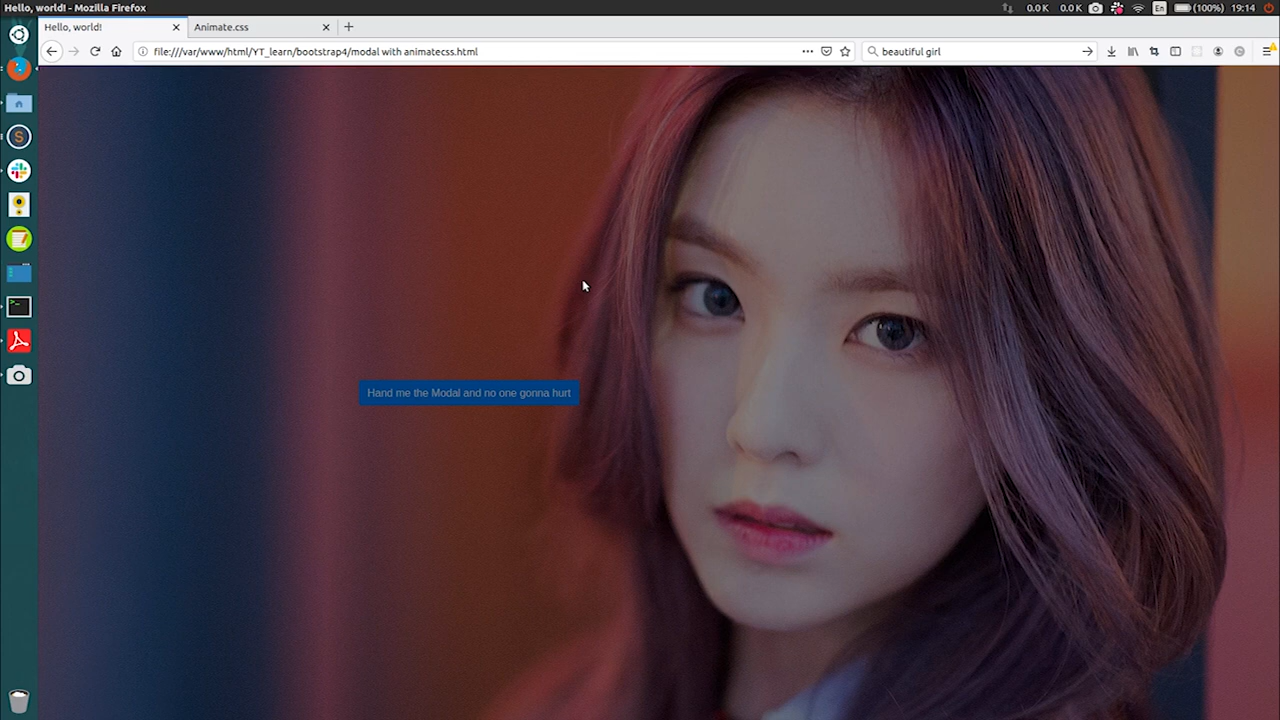 Hello, world! - Mozilla Firefox
0.0 K
0.0 K
En
(100%)
19:14
Hello, world!
Animate.css
file:///var/www/html/YT_learn/bootstrap4/modal with animatecss.html
beautiful girl
Hand me the Modal and no one gonna hurt